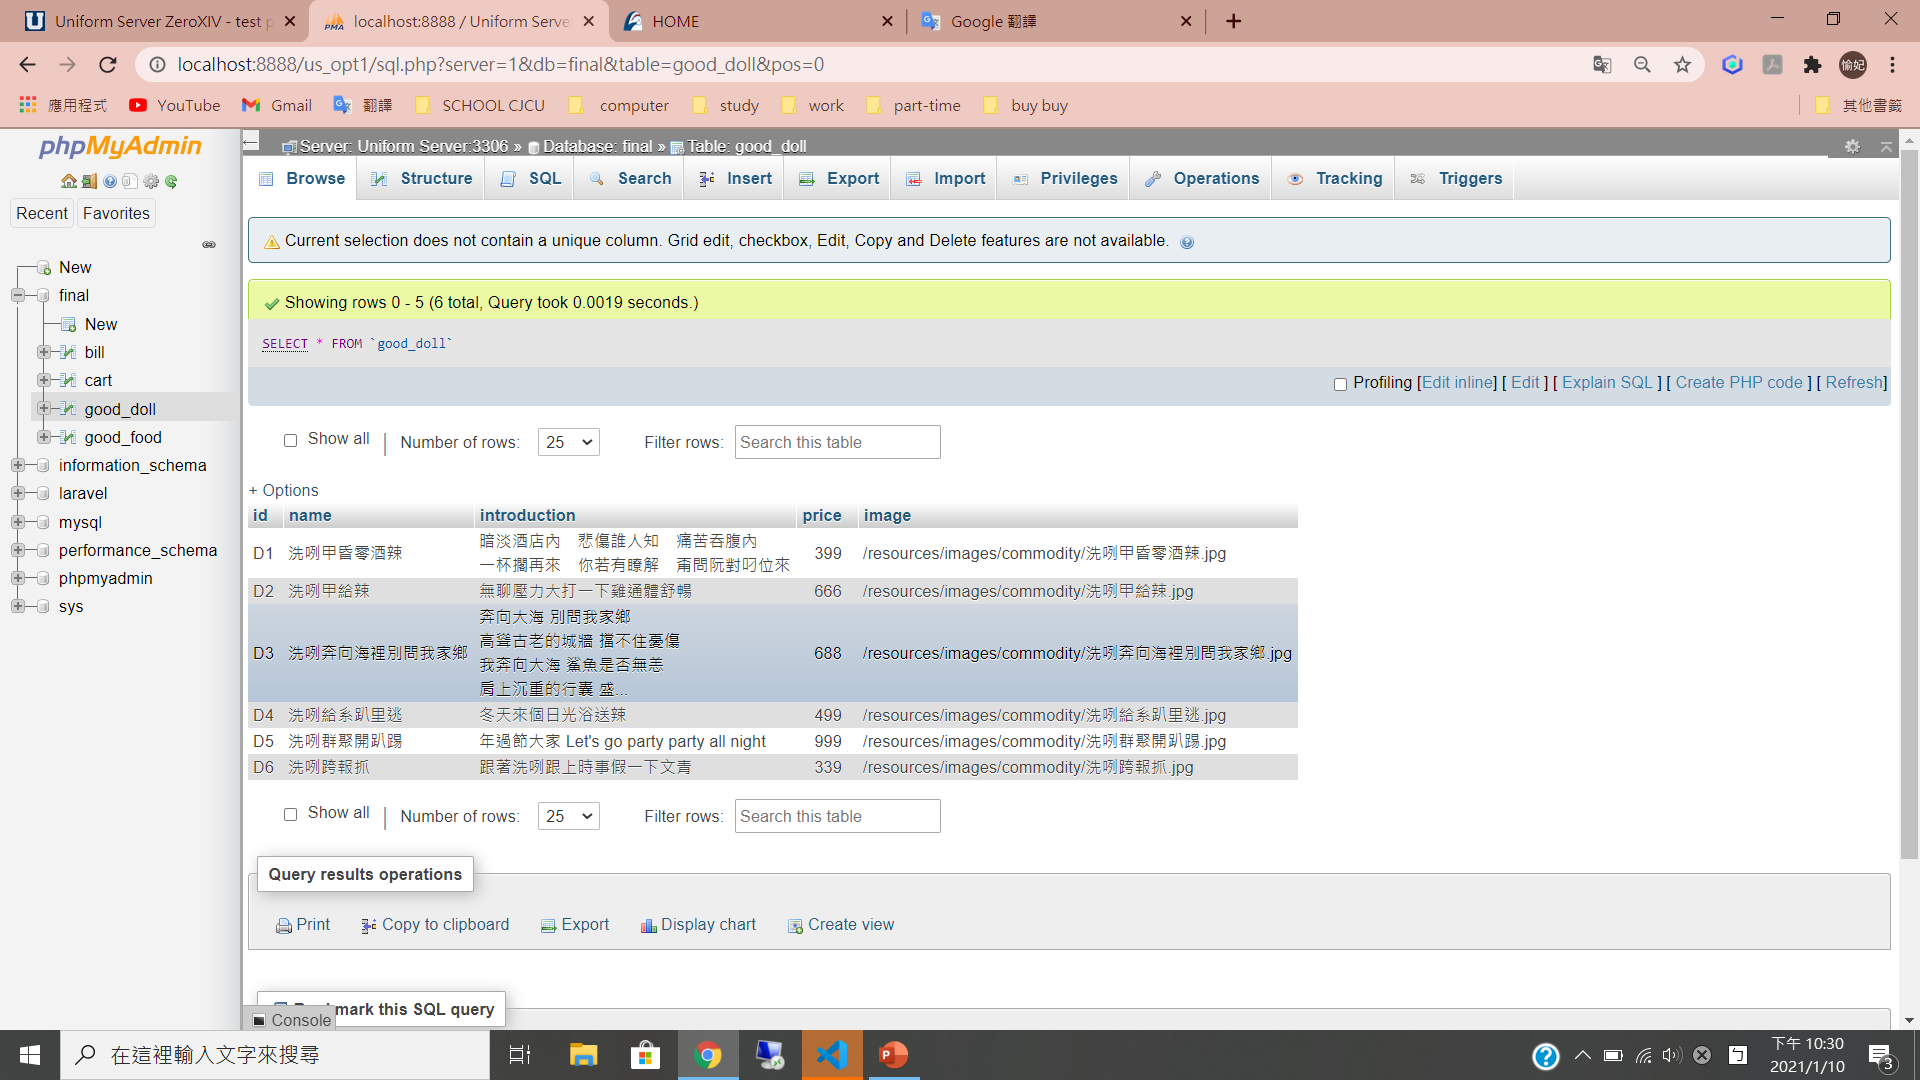 Uniform Server ZeroXIV - test p
localhost:8888 / Uniform Serve
HOME
Google 翻譯
localhost:8888/us_opt1/sql.php?server=1&db=final&table=good_doll&pos=0
愉妃
應用程式
YouTube
Gmail
翻譯
SCHOOL CJCU
computer
study
work
part-time
buy buy
其他書籤
phpMyAdmin
Recent
Favorites
New
final
New
bill
cart
good_doll
good_food
information_schema
laravel
mysql
performance_schema
phpmyadmin
sys
Server: Uniform Server:3306 » Database: final » Table: good_doll
Browse Structure SQL Search Insert Export Import Privileges Operations Tracking Triggers
Current selection does not contain a unique column. Grid edit, checkbox, Edit, Copy and Delete features are not available.
Showing rows 0 - 5 (6 total, Query took 0.0019 seconds.)
SELECT * FROM `good_doll`
Profiling [Edit inline] [ Edit ] [ Explain SQL ] [ Create PHP code ] [ Refresh]
Show all | Number of rows: 25 Filter rows: Search this table
+ Options
id name introduction price image
D1 洗咧甲昏零酒辣 暗淡酒店內 悲傷誰人知 痛苦吞腹內 399 /resources/images/commodity/洗咧甲昏零酒辣.jpg
一杯擱再來 你若有瞭解 甭問阮對叼位來
D2 洗咧甲給辣 無聊壓力大打一下雞通體舒暢 666 /resources/images/commodity/洗咧甲給辣.jpg
D3 洗咧奔向海裡別問我家鄉 奔向大海 別問我家鄉 688 /resources/images/commodity/洗咧奔向海裡別問我家鄉.jpg
高聳古老的城牆 擋不住憂傷
我奔向大海 鯊魚是否無恙
肩上沉重的行囊 盛...
D4 洗咧給系趴里逃 冬天來個日光浴送辣 499 /resources/images/commodity/洗咧給系趴里逃.jpg
D5 洗咧群聚開趴踢 年過節大家 Let's go party party all night 999 /resources/images/commodity/洗咧群聚開趴踢.jpg
D6 洗咧跨報抓 跟著洗咧跟上時事假一下文青 339 /resources/images/commodity/洗咧跨報抓.jpg
Show all | Number of rows: 25 Filter rows: Search this table
Query results operations
Print Copy to clipboard Export Display chart Create view
mark this SQL query
Console
在這裡輸入文字來搜尋
下午 10:30
2021/1/10
3